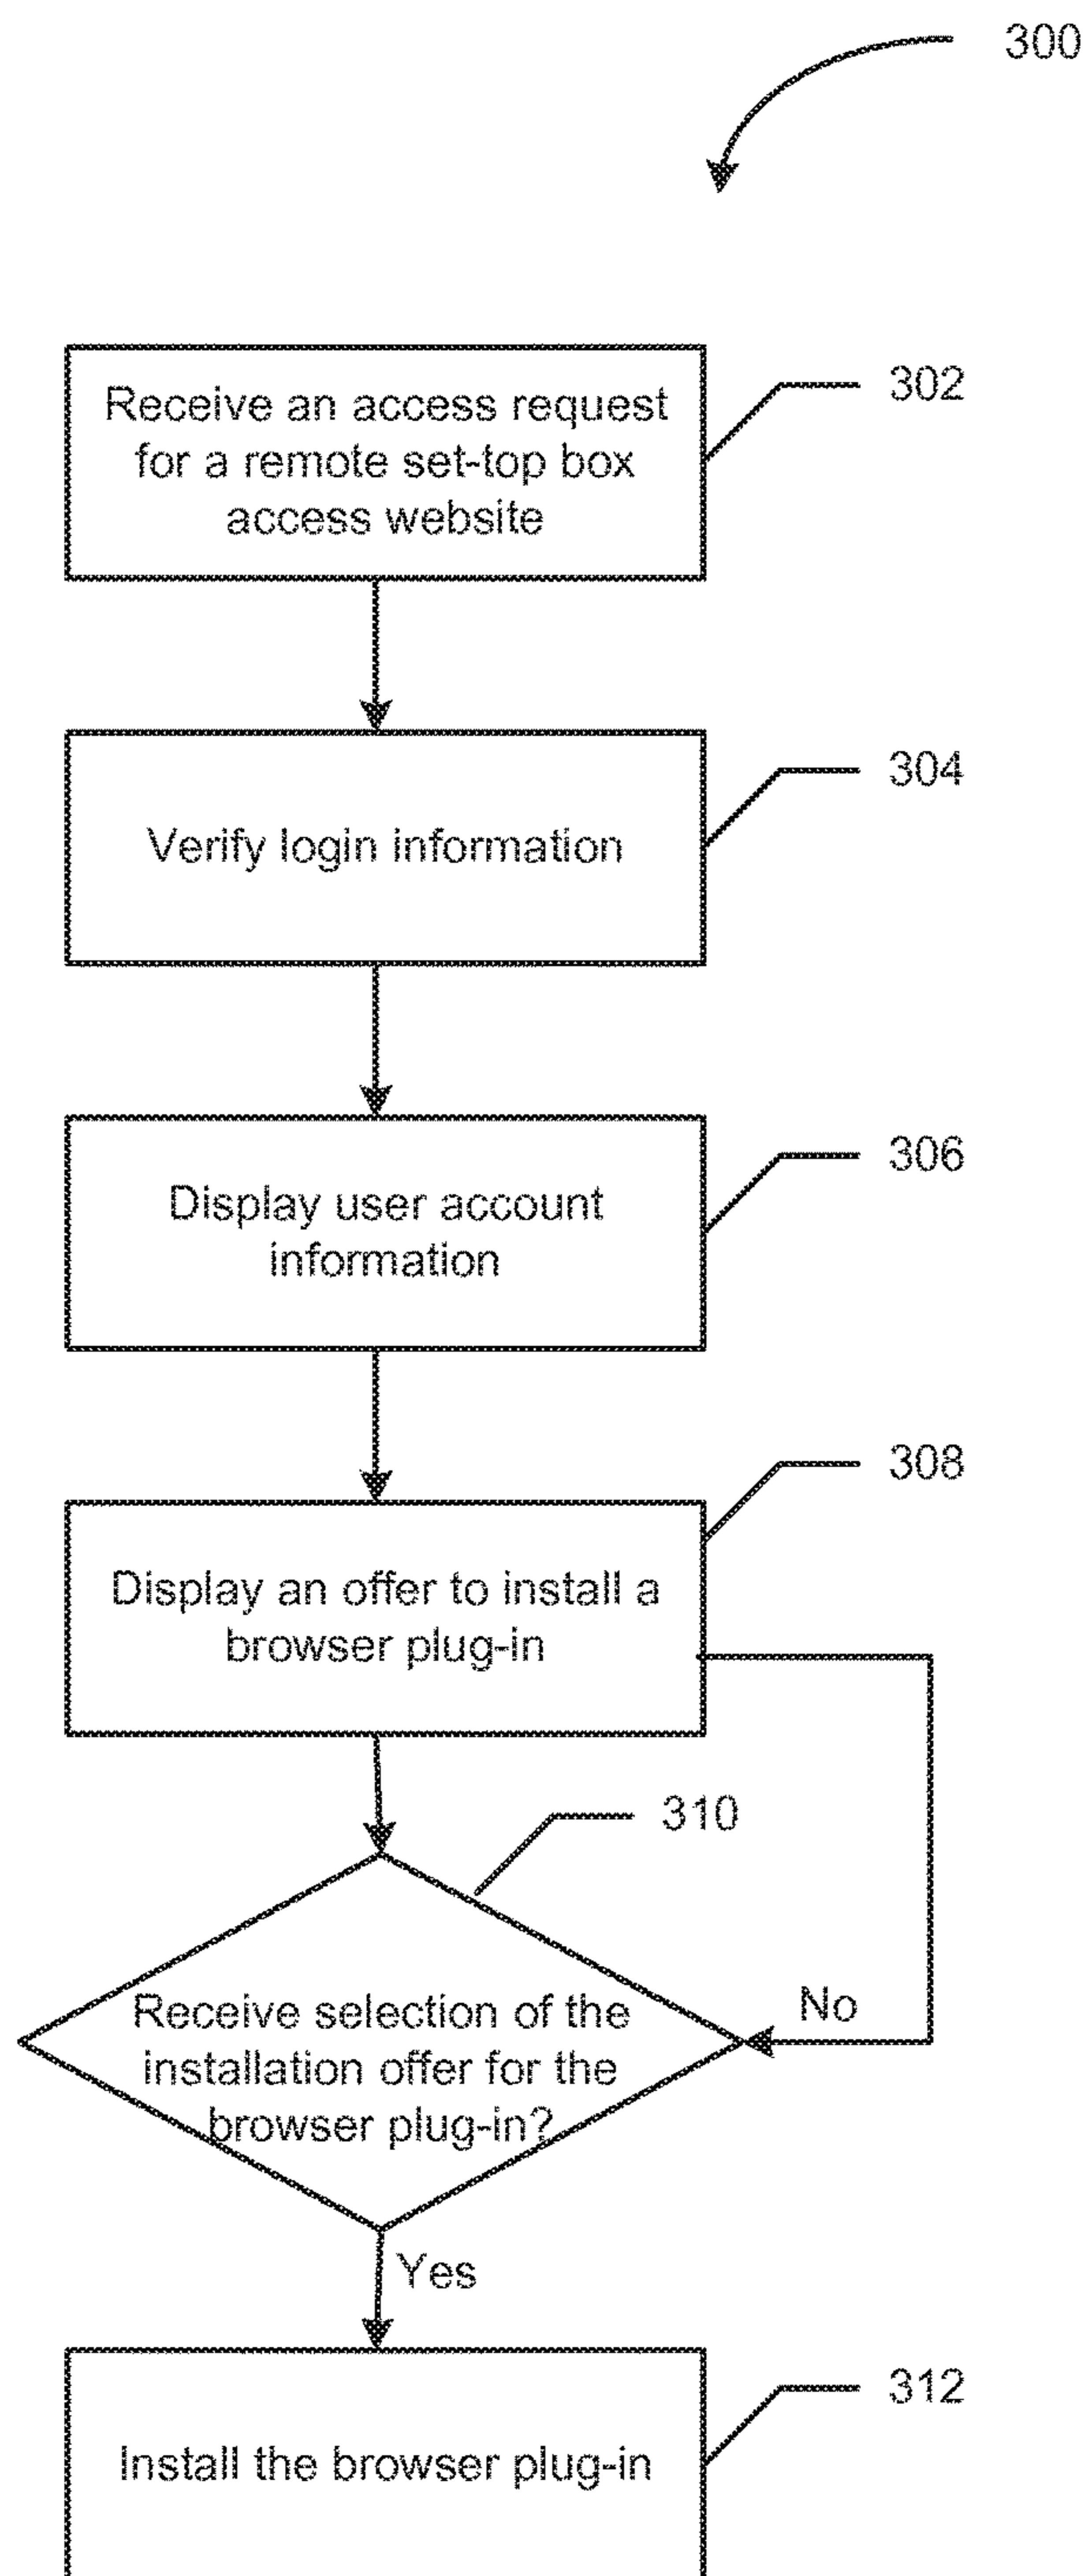 300
Receive an access request
for a remote set-top box
access website
302
Verify login information
304
Display user account
information
306
Display an offer to install a
browser plug-in
308
310
Receive selection of the
installation offer for the
browser plug-in?
No
Yes
Install the browser plug-in
312